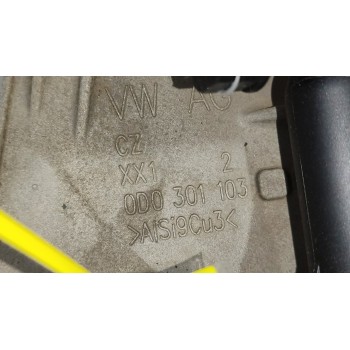 VW AG
CZ
XX1 2
0D0 301 103
>AlSi9Cu3<